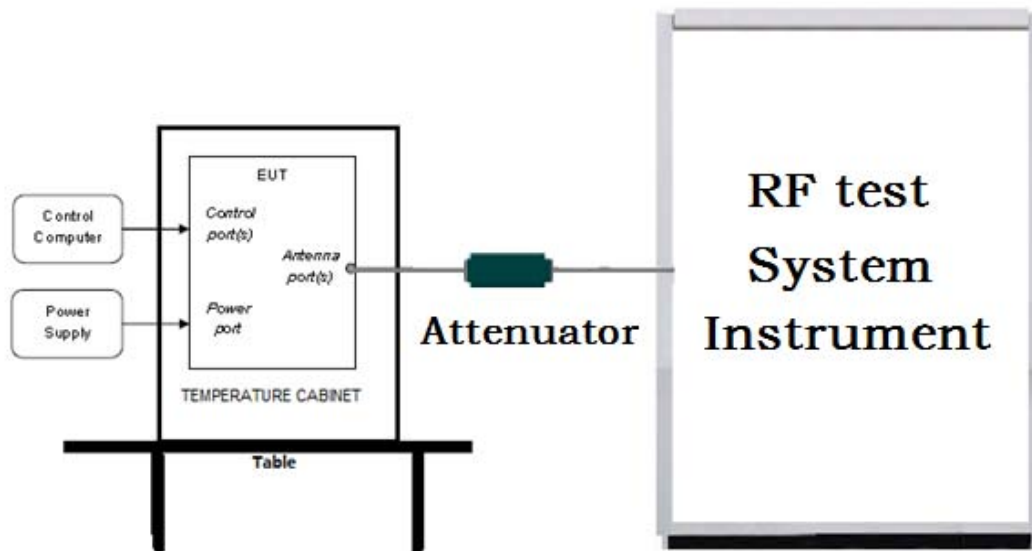 Control
Computer
Power
Supply
EUT
Control
port(s)
Antenna
port(s)
Power
port
TEMPERATURE CABINET
Table
Attenuator
RF test
System
Instrument